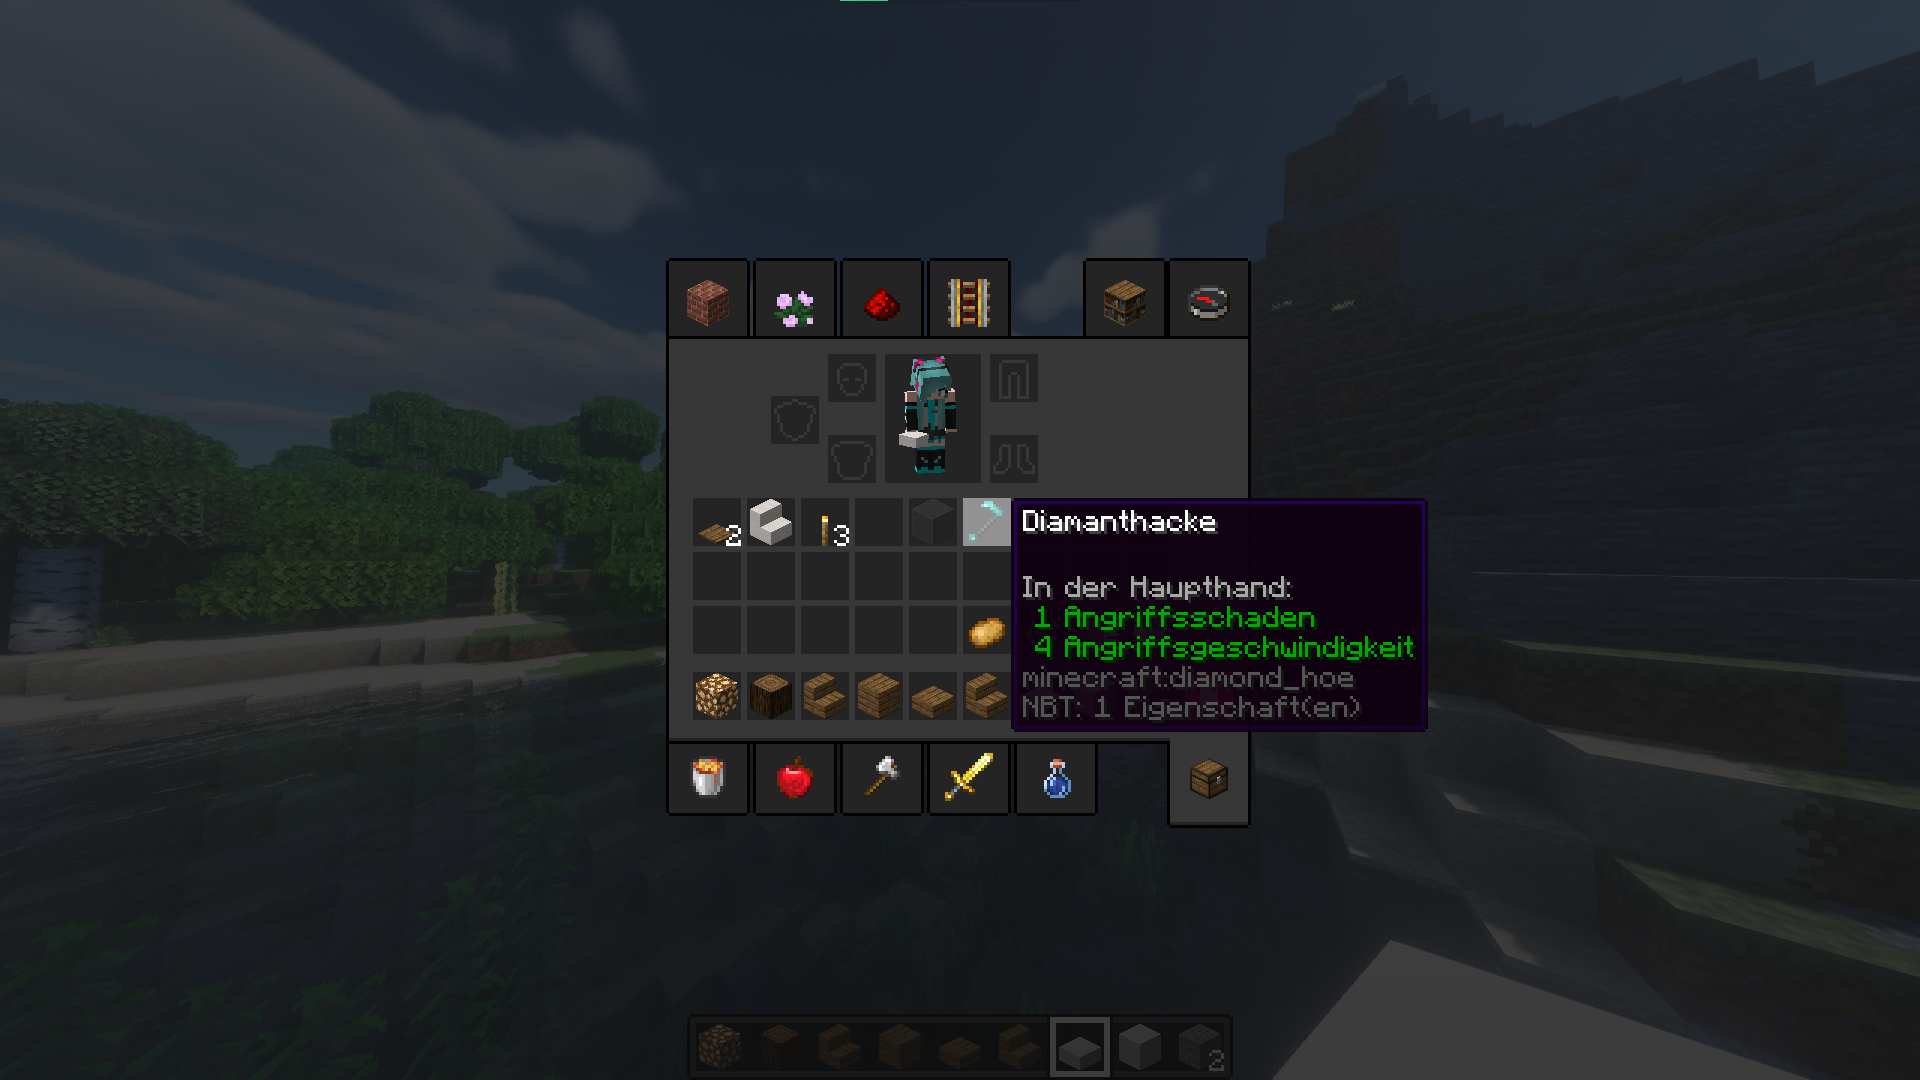 2
3
Diamanthacke
In der Haupthand:
1 Angriffsschaden
4 Angriffsgeschwindigkeit
minecraft:diamond_hoe
NBT: 1 Eigenschaft(en)
2